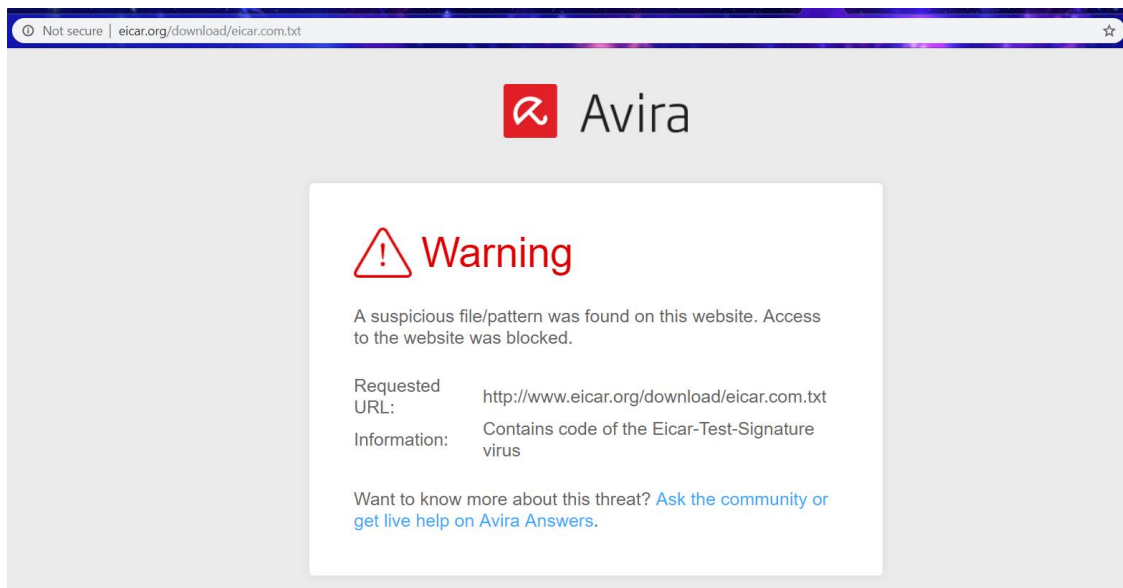 Not secure | eicar.org/download/eicar.com.txt
Avira
Warning
A suspicious file/pattern was found on this website. Access
to the website was blocked.
Requested
URL:
http://www.eicar.org/download/eicar.com.txt
Information:
Contains code of the Eicar-Test-Signature
virus
Want to know more about this threat? Ask the community or
get live help on Avira Answers.